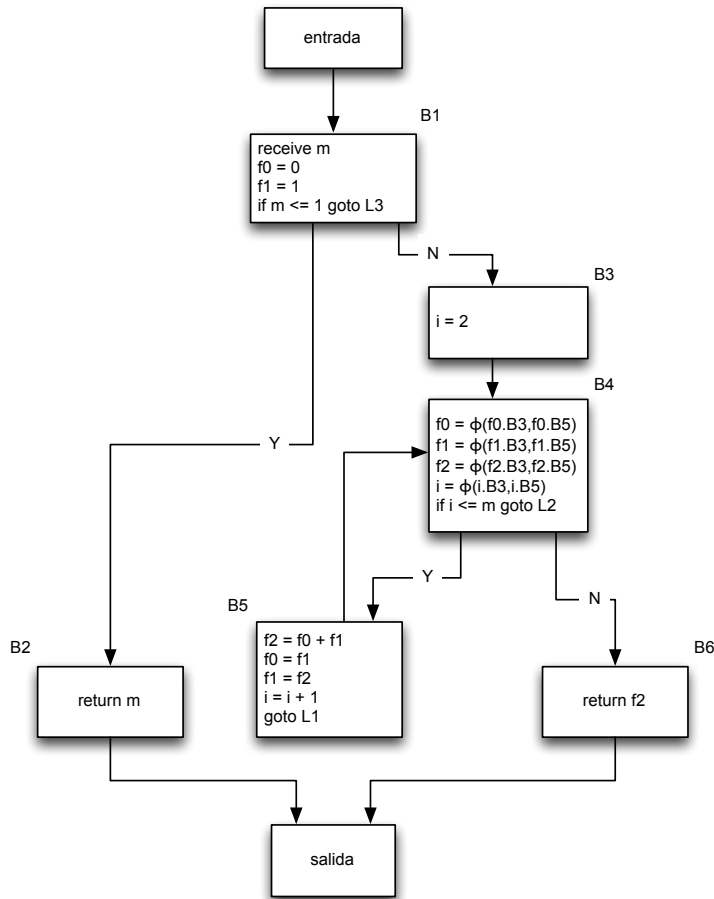 entrada
B1
receive m
f0 = 0
f1 = 1
if m <= 1 goto L3
N
B3
i = 2
B4
f0 = ϕ(f0.B3,f0.B5)
f1 = ϕ(f1.B3,f1.B5)
f2 = ϕ(f2.B3,f2.B5)
i = ϕ(i.B3,i.B5)
if i <= m goto L2
Y
Y
N
B5
f2 = f0 + f1
f0 = f1
f1 = f2
i = i + 1
goto L1
B2
return m
B6
return f2
salida